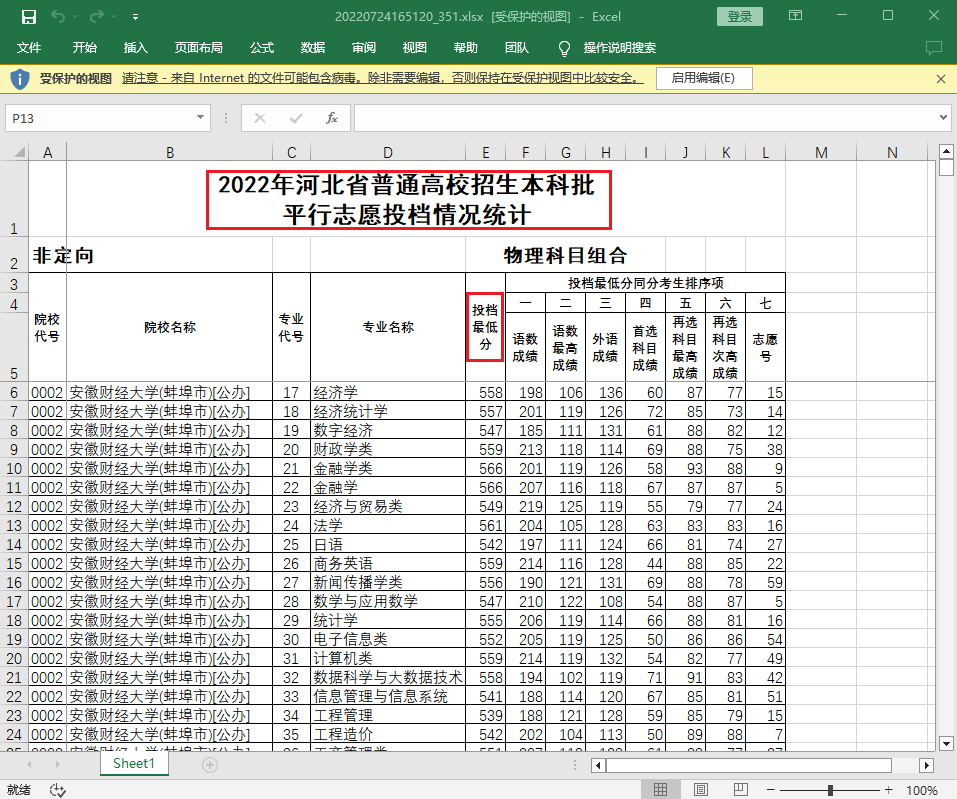 20220724165120_351.xlsx [受保护的视图] - Excel
登录
文件 开始 插入 页面布局 公式 数据 审阅 视图 帮助 团队 操作说明搜索
受保护的视图 请注意 - 来自 Internet 的文件可能包含病毒。除非需要编辑，否则保持在受保护视图中比较安全。 启用编辑(E)
P13 fx
A B C D E F G H I J K L M N
1 2022年河北省普通高校招生本科批
平行志愿投档情况统计
2 非定向 物理科目组合
3 投档最低分同分考生排序项
4 一 二 三 四 五 六 七
5 院校代号 院校名称 专业代号 专业名称 投档最低分 语数成绩 语数最高成绩 外语成绩 首选科目成绩 再选科目最高成绩 再选科目次高成绩 志愿号
6 0002 安徽财经大学(蚌埠市)[公办] 17 经济学 558 198 106 136 60 87 77 15
7 0002 安徽财经大学(蚌埠市)[公办] 18 经济统计学 557 201 119 126 72 85 73 14
8 0002 安徽财经大学(蚌埠市)[公办] 19 数字经济 547 185 111 131 61 88 82 12
9 0002 安徽财经大学(蚌埠市)[公办] 20 财政学类 559 213 118 114 69 88 75 38
10 0002 安徽财经大学(蚌埠市)[公办] 21 金融学类 566 201 119 126 58 93 88 9
11 0002 安徽财经大学(蚌埠市)[公办] 22 金融学 566 207 116 118 67 87 87 5
12 0002 安徽财经大学(蚌埠市)[公办] 23 经济与贸易类 549 219 125 119 55 79 77 24
13 0002 安徽财经大学(蚌埠市)[公办] 24 法学 561 204 105 128 63 83 83 16
14 0002 安徽财经大学(蚌埠市)[公办] 25 日语 542 197 111 124 66 81 74 27
15 0002 安徽财经大学(蚌埠市)[公办] 26 商务英语 559 214 116 128 44 88 85 22
16 0002 安徽财经大学(蚌埠市)[公办] 27 新闻传播学类 556 190 121 131 69 88 78 59
17 0002 安徽财经大学(蚌埠市)[公办] 28 数学与应用数学 547 210 122 108 54 88 87 5
18 0002 安徽财经大学(蚌埠市)[公办] 29 统计学 555 206 119 114 66 88 81 16
19 0002 安徽财经大学(蚌埠市)[公办] 30 电子信息类 552 205 119 125 50 86 86 54
20 0002 安徽财经大学(蚌埠市)[公办] 31 计算机类 559 214 119 132 54 82 77 49
21 0002 安徽财经大学(蚌埠市)[公办] 32 数据科学与大数据技术 558 194 102 119 71 91 83 42
22 0002 安徽财经大学(蚌埠市)[公办] 33 信息管理与信息系统 541 188 114 120 67 85 81 51
23 0002 安徽财经大学(蚌埠市)[公办] 34 工程管理 539 188 121 128 59 85 79 15
24 0002 安徽财经大学(蚌埠市)[公办] 35 工程造价 542 202 104 113 50 89 88 7
Sheet1
就绪 100%